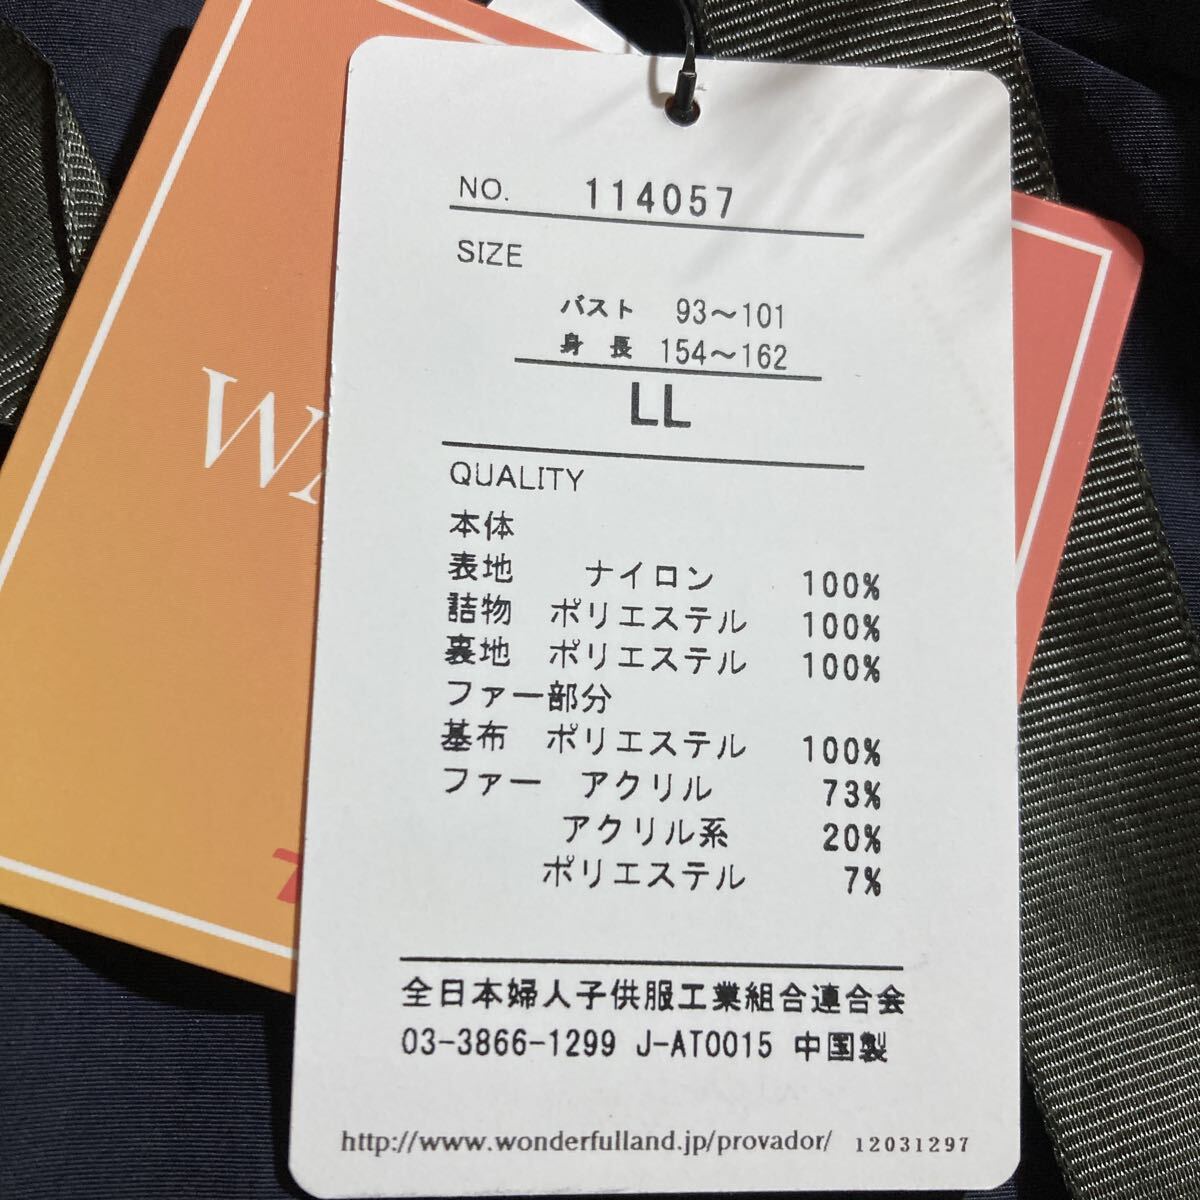 NO. 114057
SIZE
バスト 93～101
身長 154～162
LL
QUALITY
本体
表地 ナイロン 100%
詰物 ポリエステル 100%
裏地 ポリエステル 100%
ファー部分
基布 ポリエステル 100%
ファー アクリル 73%
アクリル系 20%
ポリエステル 7%
全日本婦人子供服工業組合連合会
03-3866-1299 J-AT0015 中国製
http://www.wonderfulland.jp/provador/ 12031297